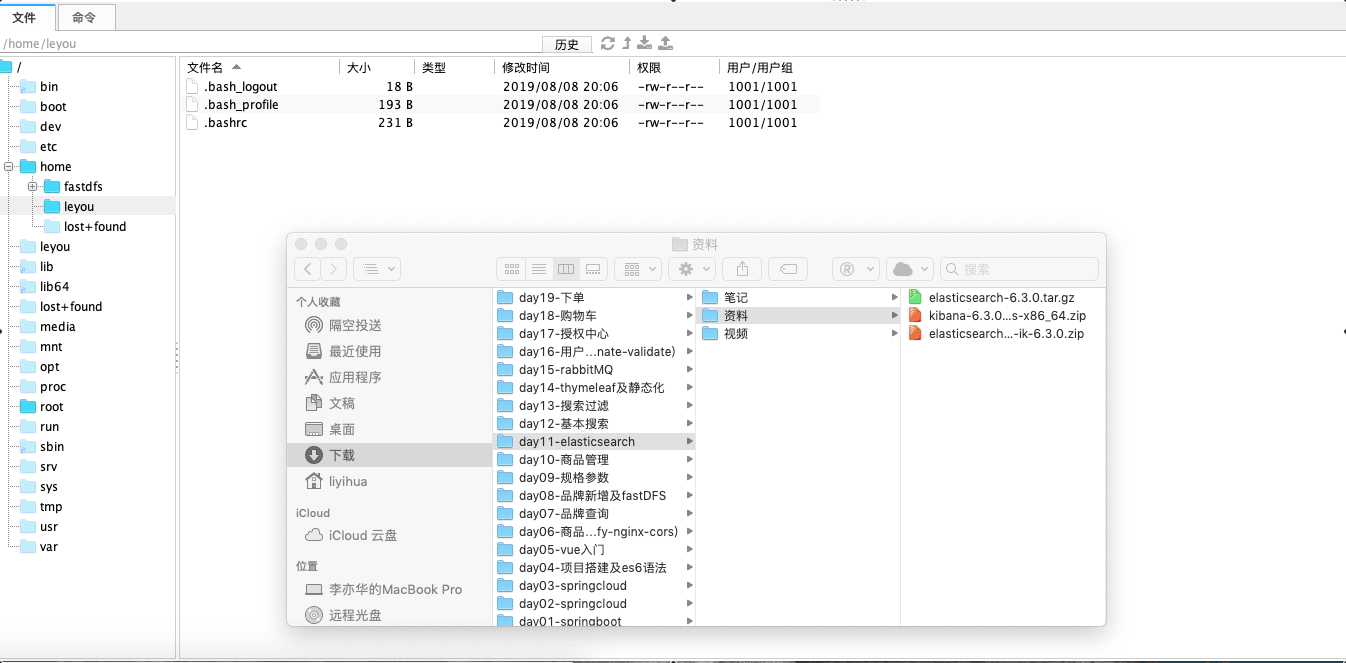 文件 命令
/home/leyou 历史
/ 文件名 大小 类型 修改时间 权限 用户/用户组
bin .bash_logout 18 B 2019/08/08 20:06 -rw-r--r-- 1001/1001
boot .bash_profile 193 B 2019/08/08 20:06 -rw-r--r-- 1001/1001
dev .bashrc 231 B 2019/08/08 20:06 -rw-r--r-- 1001/1001
etc
home
fastdfs
leyou
lost+found
leyou
lib
lib64
lost+found
media
mnt
opt
proc
root
run
sbin
srv
sys
tmp
usr
var
资料
搜索
个人收藏
隔空投送
最近使用
应用程序
文稿
桌面
下载
liyihua
iCloud
iCloud 云盘
位置
李亦华的MacBook Pro
远程光盘
day19-下单
day18-购物车
day17-授权中心
day16-用户...nate-validate)
day15-rabbitMQ
day14-thymeleaf及静态化
day13-搜索过滤
day12-基本搜索
day11-elasticsearch
day10-商品管理
day09-规格参数
day08-品牌新增及fastDFS
day07-品牌查询
day06-商品...fy-nginx-cors)
day05-vue入门
day04-项目搭建及es6语法
day03-springcloud
day02-springcloud
day01-springboot
笔记
资料
视频
elasticsearch-6.3.0.tar.gz
kibana-6.3.0...s-x86_64.zip
elasticsearch...-ik-6.3.0.zip